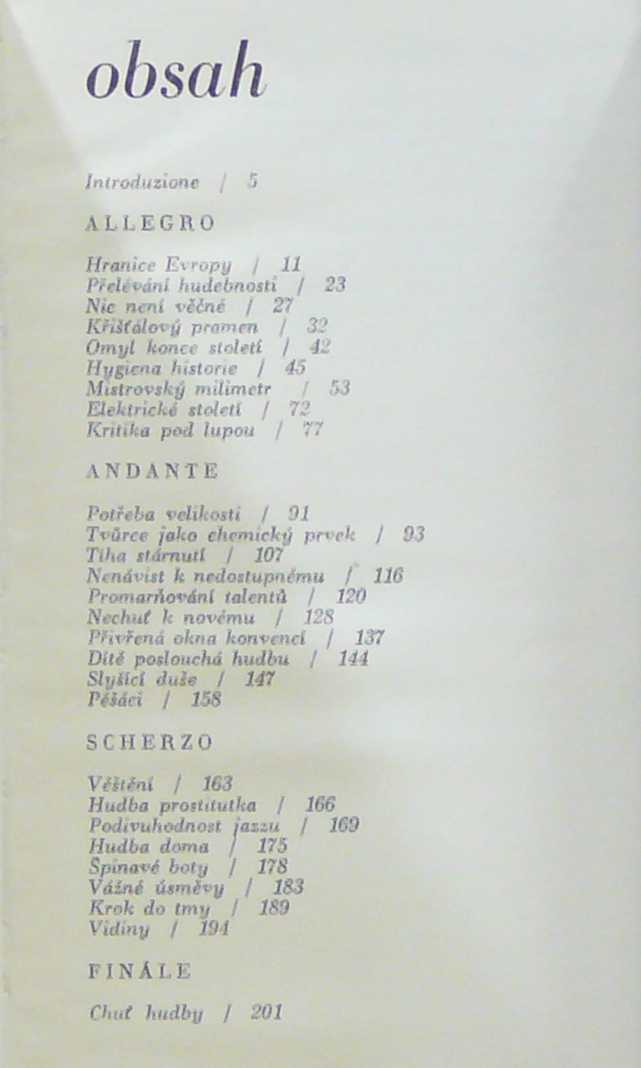 obsah
Introduzione / 5
ALLEGRO
Hranice Evropy / 11
Přelévání hudebnosti / 23
Nic není věčné / 27
Křišťálový pramen / 32
Omyl konce století / 42
Hygiena historie / 45
Mistrovský milimetr / 53
Elektrické století / 72
Kritika pod lupou / 77
ANDANTE
Potřeba velikosti / 91
Tvůrce jako chemický prvek / 93
Tíha stárnutí / 107
Nenávist k nedostupnému / 116
Promarňování talentů / 120
Nechuť k novému / 128
Přivřená okna konvencí / 137
Dítě poslouchá hudbu / 144
Slyšící duše / 147
Pěšáci / 158
SCHERZO
Věštění / 163
Hudba prostitutka / 166
Podivuhodnost jazzu / 169
Hudba doma / 175
Špinavé boty / 178
Vážné úsměvy / 183
Krok do tmy / 189
Vidiny / 194
FINÁLE
Chuť hudby / 201